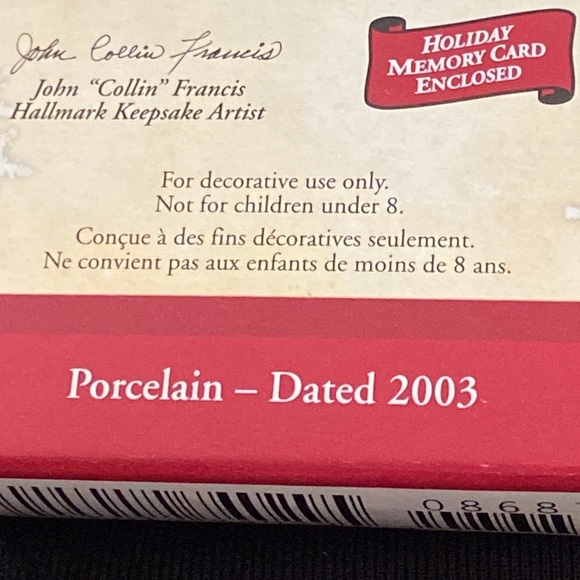 John Collin Francis
John “Collin” Francis
Hallmark Keepsake Artist
HOLIDAY
MEMORY CARD
ENCLOSED
For decorative use only.
Not for children under 8.
Conçue à des fins décoratives seulement.
Ne convient pas aux enfants de moins de 8 ans.
Porcelain – Dated 2003
0868